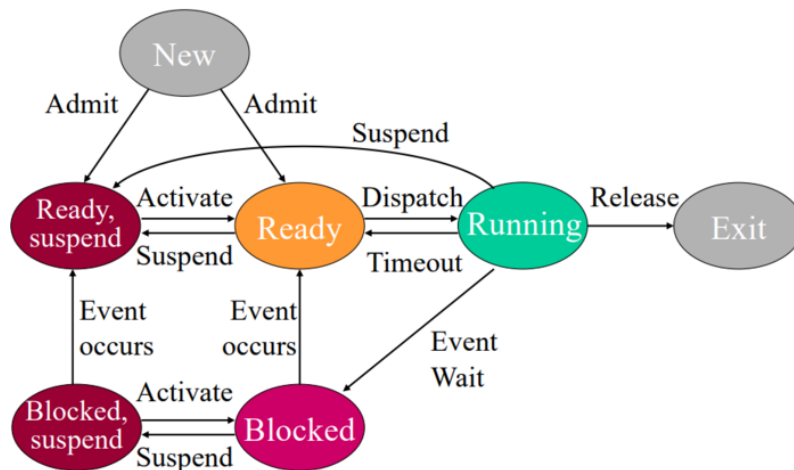 New
Admit
Admit
Suspend
Ready,
suspend
Activate
Suspend
Ready
Dispatch
Timeout
Running
Release
Exit
Event
occurs
Event
occurs
Event
Wait
Blocked,
suspend
Activate
Suspend
Blocked